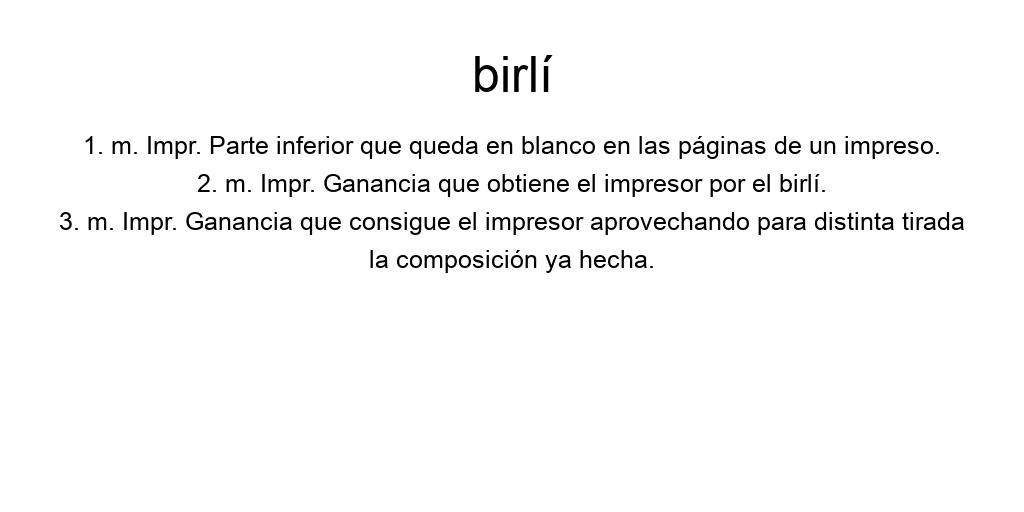 birlí
1. m. Impr. Parte inferior que queda en blanco en las páginas de un impreso.
2. m. Impr. Ganancia que obtiene el impresor por el birlí.
3. m. Impr. Ganancia que consigue el impresor aprovechando para distinta tirada
la composición ya hecha.